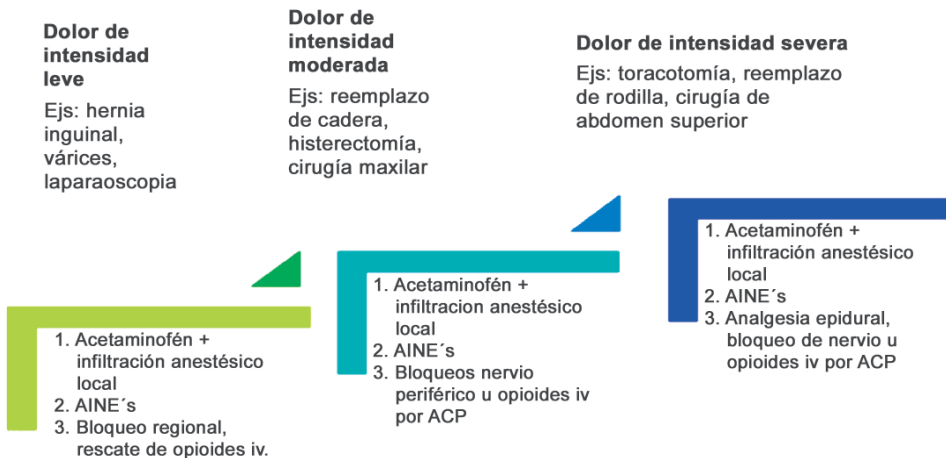 Dolor de
intensidad
leve
Ejs: hernia
inguinal,
várices,
laparaoscopia
Dolor de
intensidad
moderada
Ejs: reemplazo
de cadera,
histerectomía,
cirugía maxilar
Dolor de intensidad severa
Ejs: toracotomía, reemplazo
de rodilla, cirugía de
abdomen superior
1. Acetaminofén +
infiltración anestésico
local
2. AINE´s
3. Bloqueo regional,
rescate de opioides iv.
1. Acetaminofén +
infiltracion anestésico
local
2. AINE´s
3. Bloqueos nervio
periférico u opioides iv
por ACP
1. Acetaminofén +
infiltración anestésico
local
2. AINE´s
3. Analgesia epidural,
bloqueo de nervio u
opioides iv por ACP